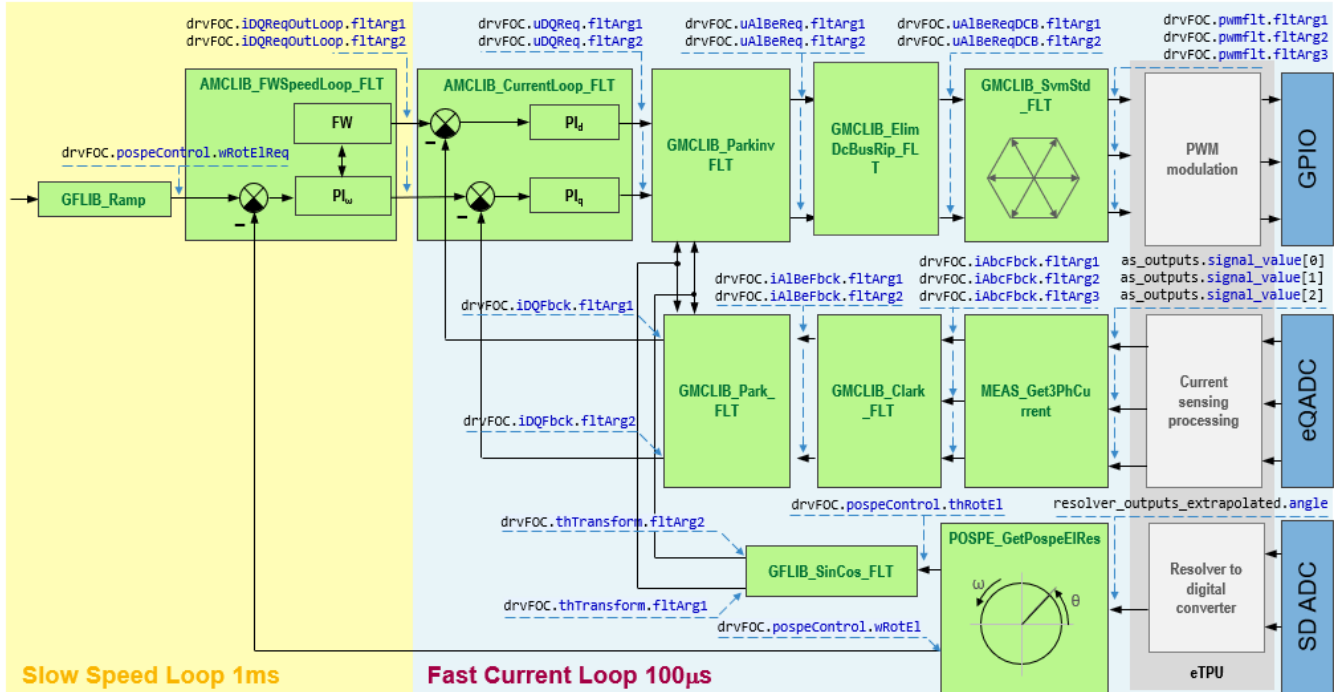 drvFOC.iDQReqOutLoop.fltArg1
drvFOC.iDQReqOutLoop.fltArg2
drvFOC.uDQReq.fltArg1
drvFOC.uDQReq.fltArg2
drvFOC.uAlBeReq.fltArg1
drvFOC.uAlBeReq.fltArg2
drvFOC.uAlBeReqDCB.fltArg1
drvFOC.uAlBeReqDCB.fltArg2
drvFOC.pwmflt.fltArg1
drvFOC.pwmflt.fltArg2
drvFOC.pwmflt.fltArg3
AMCLIB_FWSpeedLoop_FLT
FW
PIω
drvFOC.pospeControl.wRotElReq
GFLIB_Ramp
AMCLIB_CurrentLoop_FLT
PId
PIq
GMCLIB_Parkinv
FLT
GMCLIB_Elim
DcBusRip_FL
T
GMCLIB_SvmStd
_FLT
PWM
modulation
GPIO
drvFOC.iDQFbck.fltArg1
drvFOC.iAlBeFbck.fltArg1
drvFOC.iAlBeFbck.fltArg2
drvFOC.iAbcFbck.fltArg1
drvFOC.iAbcFbck.fltArg2
drvFOC.iAbcFbck.fltArg3
as_outputs.signal_value[0]
as_outputs.signal_value[1]
as_outputs.signal_value[2]
GMCLIB_Park_
FLT
GMCLIB_Clark
_FLT
MEAS_Get3PhCu
rrent
Current
sensing
processing
eQADC
drvFOC.iDQFbck.fltArg2
drvFOC.pospeControl.thRotEl
resolver_outputs_extrapolated.angle
drvFOC.thTransform.fltArg2
GFLIB_SinCos_FLT
POSPE_GetPospeElRes
ω
θ
Resolver to
digital
converter
SD ADC
drvFOC.thTransform.fltArg1
drvFOC.pospeControl.wRotEl
eTPU
Slow Speed Loop 1ms
Fast Current Loop 100μs